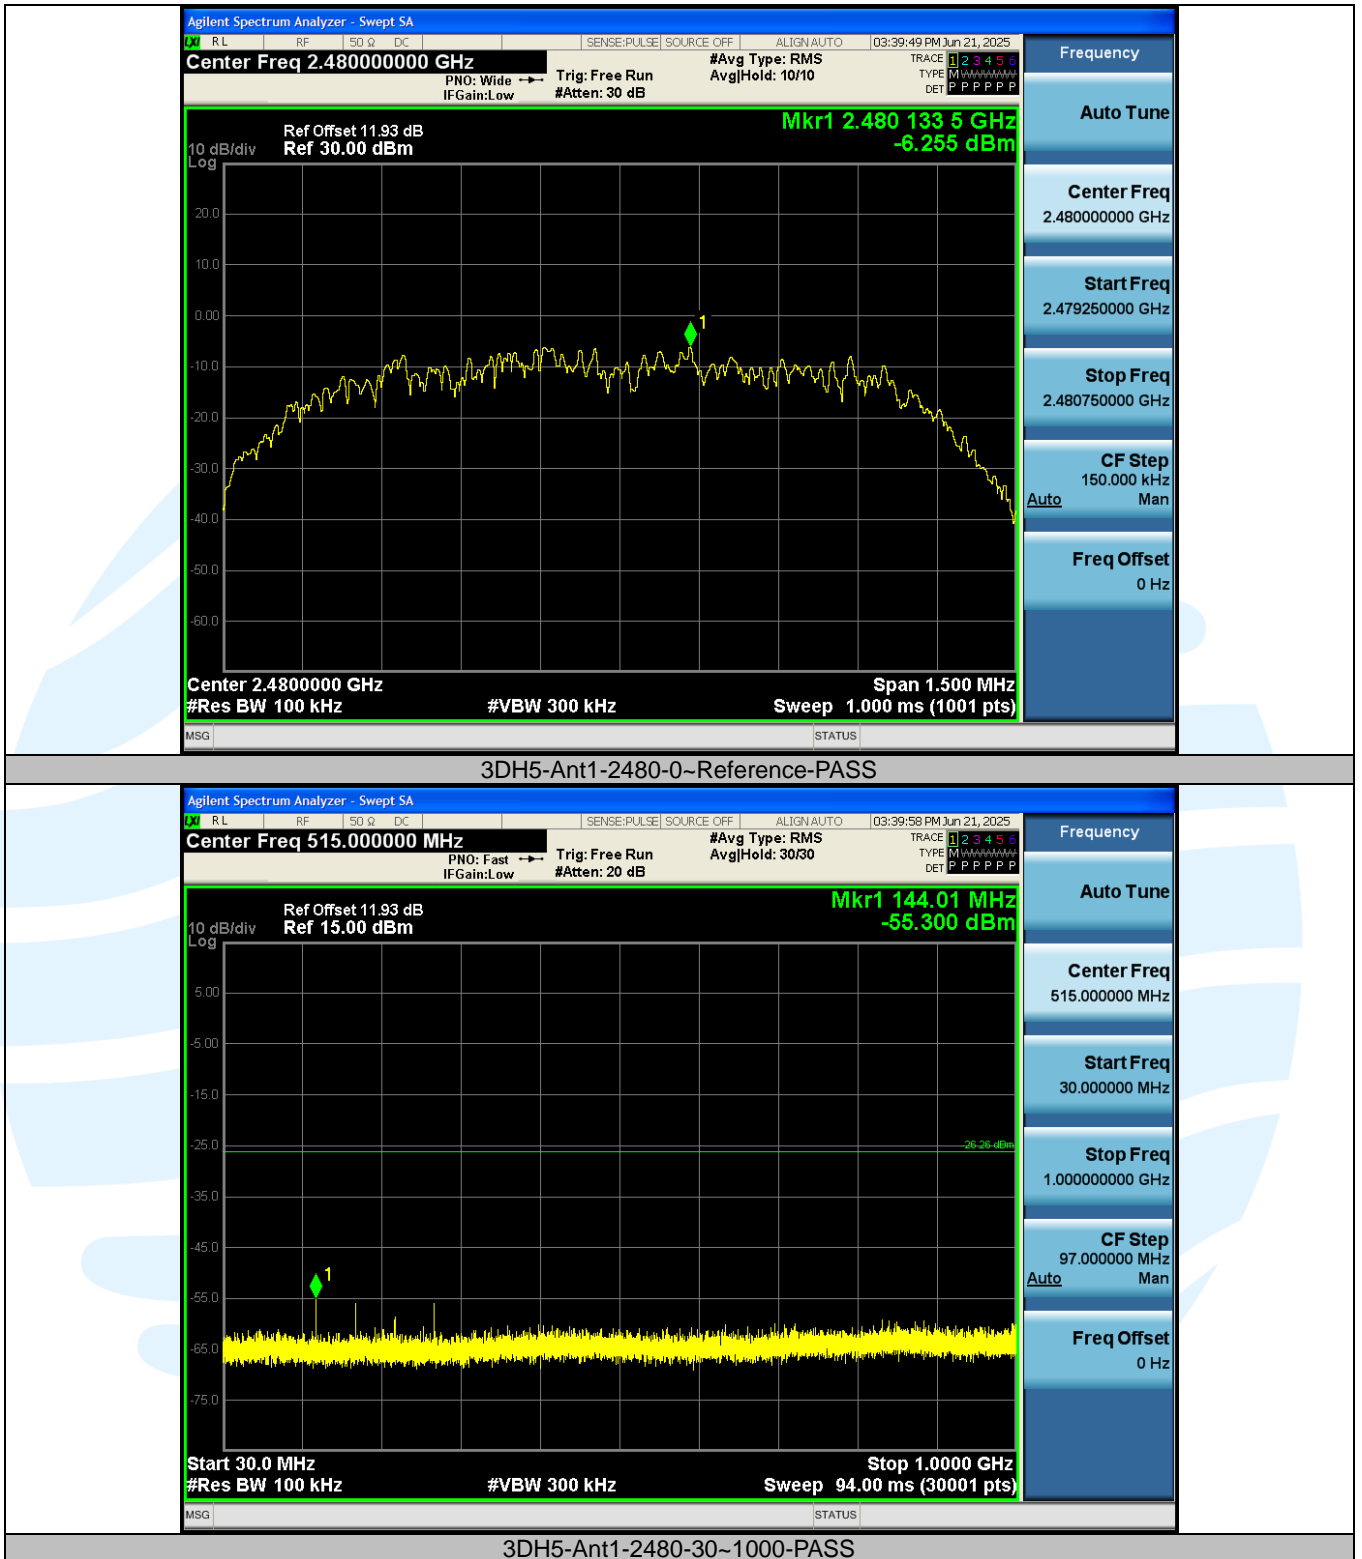 Agilent Spectrum Analyzer - Swept SA
LXI RL RF 50 Ω DC SENSE:PULSE SOURCE OFF ALIGN AUTO 03:39:49 PM Jun 21, 2025
Center Freq 2.480000000 GHz
PNO: Wide
IFGain:Low
Trig: Free Run
#Atten: 30 dB
#Avg Type: RMS
Avg|Hold: 10/10
TRACE 1 2 3 4 5 6
TYPE M
DET P P P P P P
Ref Offset 11.93 dB
10 dB/div Ref 30.00 dBm
Log
Mkr1 2.480 133 5 GHz
-6.255 dBm
20.0
10.0
0.00
1
-10.0
-20.0
-30.0
-40.0
-50.0
-60.0
Center 2.4800000 GHz Span 1.500 MHz
#Res BW 100 kHz #VBW 300 kHz Sweep 1.000 ms (1001 pts)
MSG STATUS
Frequency
Auto Tune
Center Freq
2.480000000 GHz
Start Freq
2.479250000 GHz
Stop Freq
2.480750000 GHz
CF Step
150.000 kHz
Auto Man
Freq Offset
0 Hz
3DH5-Ant1-2480-0~Reference-PASS
Agilent Spectrum Analyzer - Swept SA
LXI RL RF 50 Ω DC SENSE:PULSE SOURCE OFF ALIGN AUTO 03:39:58 PM Jun 21, 2025
Center Freq 515.000000 MHz
PNO: Fast
IFGain:Low
Trig: Free Run
#Atten: 20 dB
#Avg Type: RMS
Avg|Hold: 30/30
TRACE 1 2 3 4 5 6
TYPE M
DET P P P P P P
Ref Offset 11.93 dB
10 dB/div Ref 15.00 dBm
Log
Mkr1 144.01 MHz
-55.300 dBm
5.00
-5.00
-15.0
-25.0
-26.26 dBm
-35.0
-45.0
1
-55.0
-65.0
-75.0
Start 30.0 MHz Stop 1.0000 GHz
#Res BW 100 kHz #VBW 300 kHz Sweep 94.00 ms (30001 pts)
MSG STATUS
Frequency
Auto Tune
Center Freq
515.000000 MHz
Start Freq
30.000000 MHz
Stop Freq
1.000000000 GHz
CF Step
97.000000 MHz
Auto Man
Freq Offset
0 Hz
3DH5-Ant1-2480-30~1000-PASS